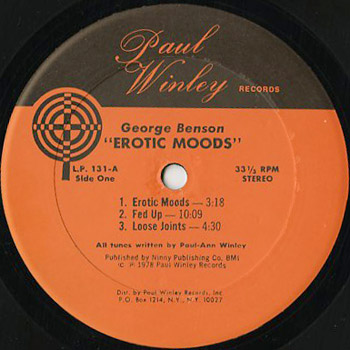 Paul
Winley RECORDS
George Benson
"EROTIC MOODS"
L.P. 131-A
Side One
33 1/3 RPM
STEREO
1. Erotic Moods — 3:18
2. Fed Up — 10:09
3. Loose Joints — 4:30
All tunes written by Paul-Ann Winley
Published by Ninny Publishing Co. BMI
© ℗ 1978 Paul Winley Records
Dist. by Paul Winley Records, Inc.
P.O. Box 1214, N.Y., N.Y. 10027